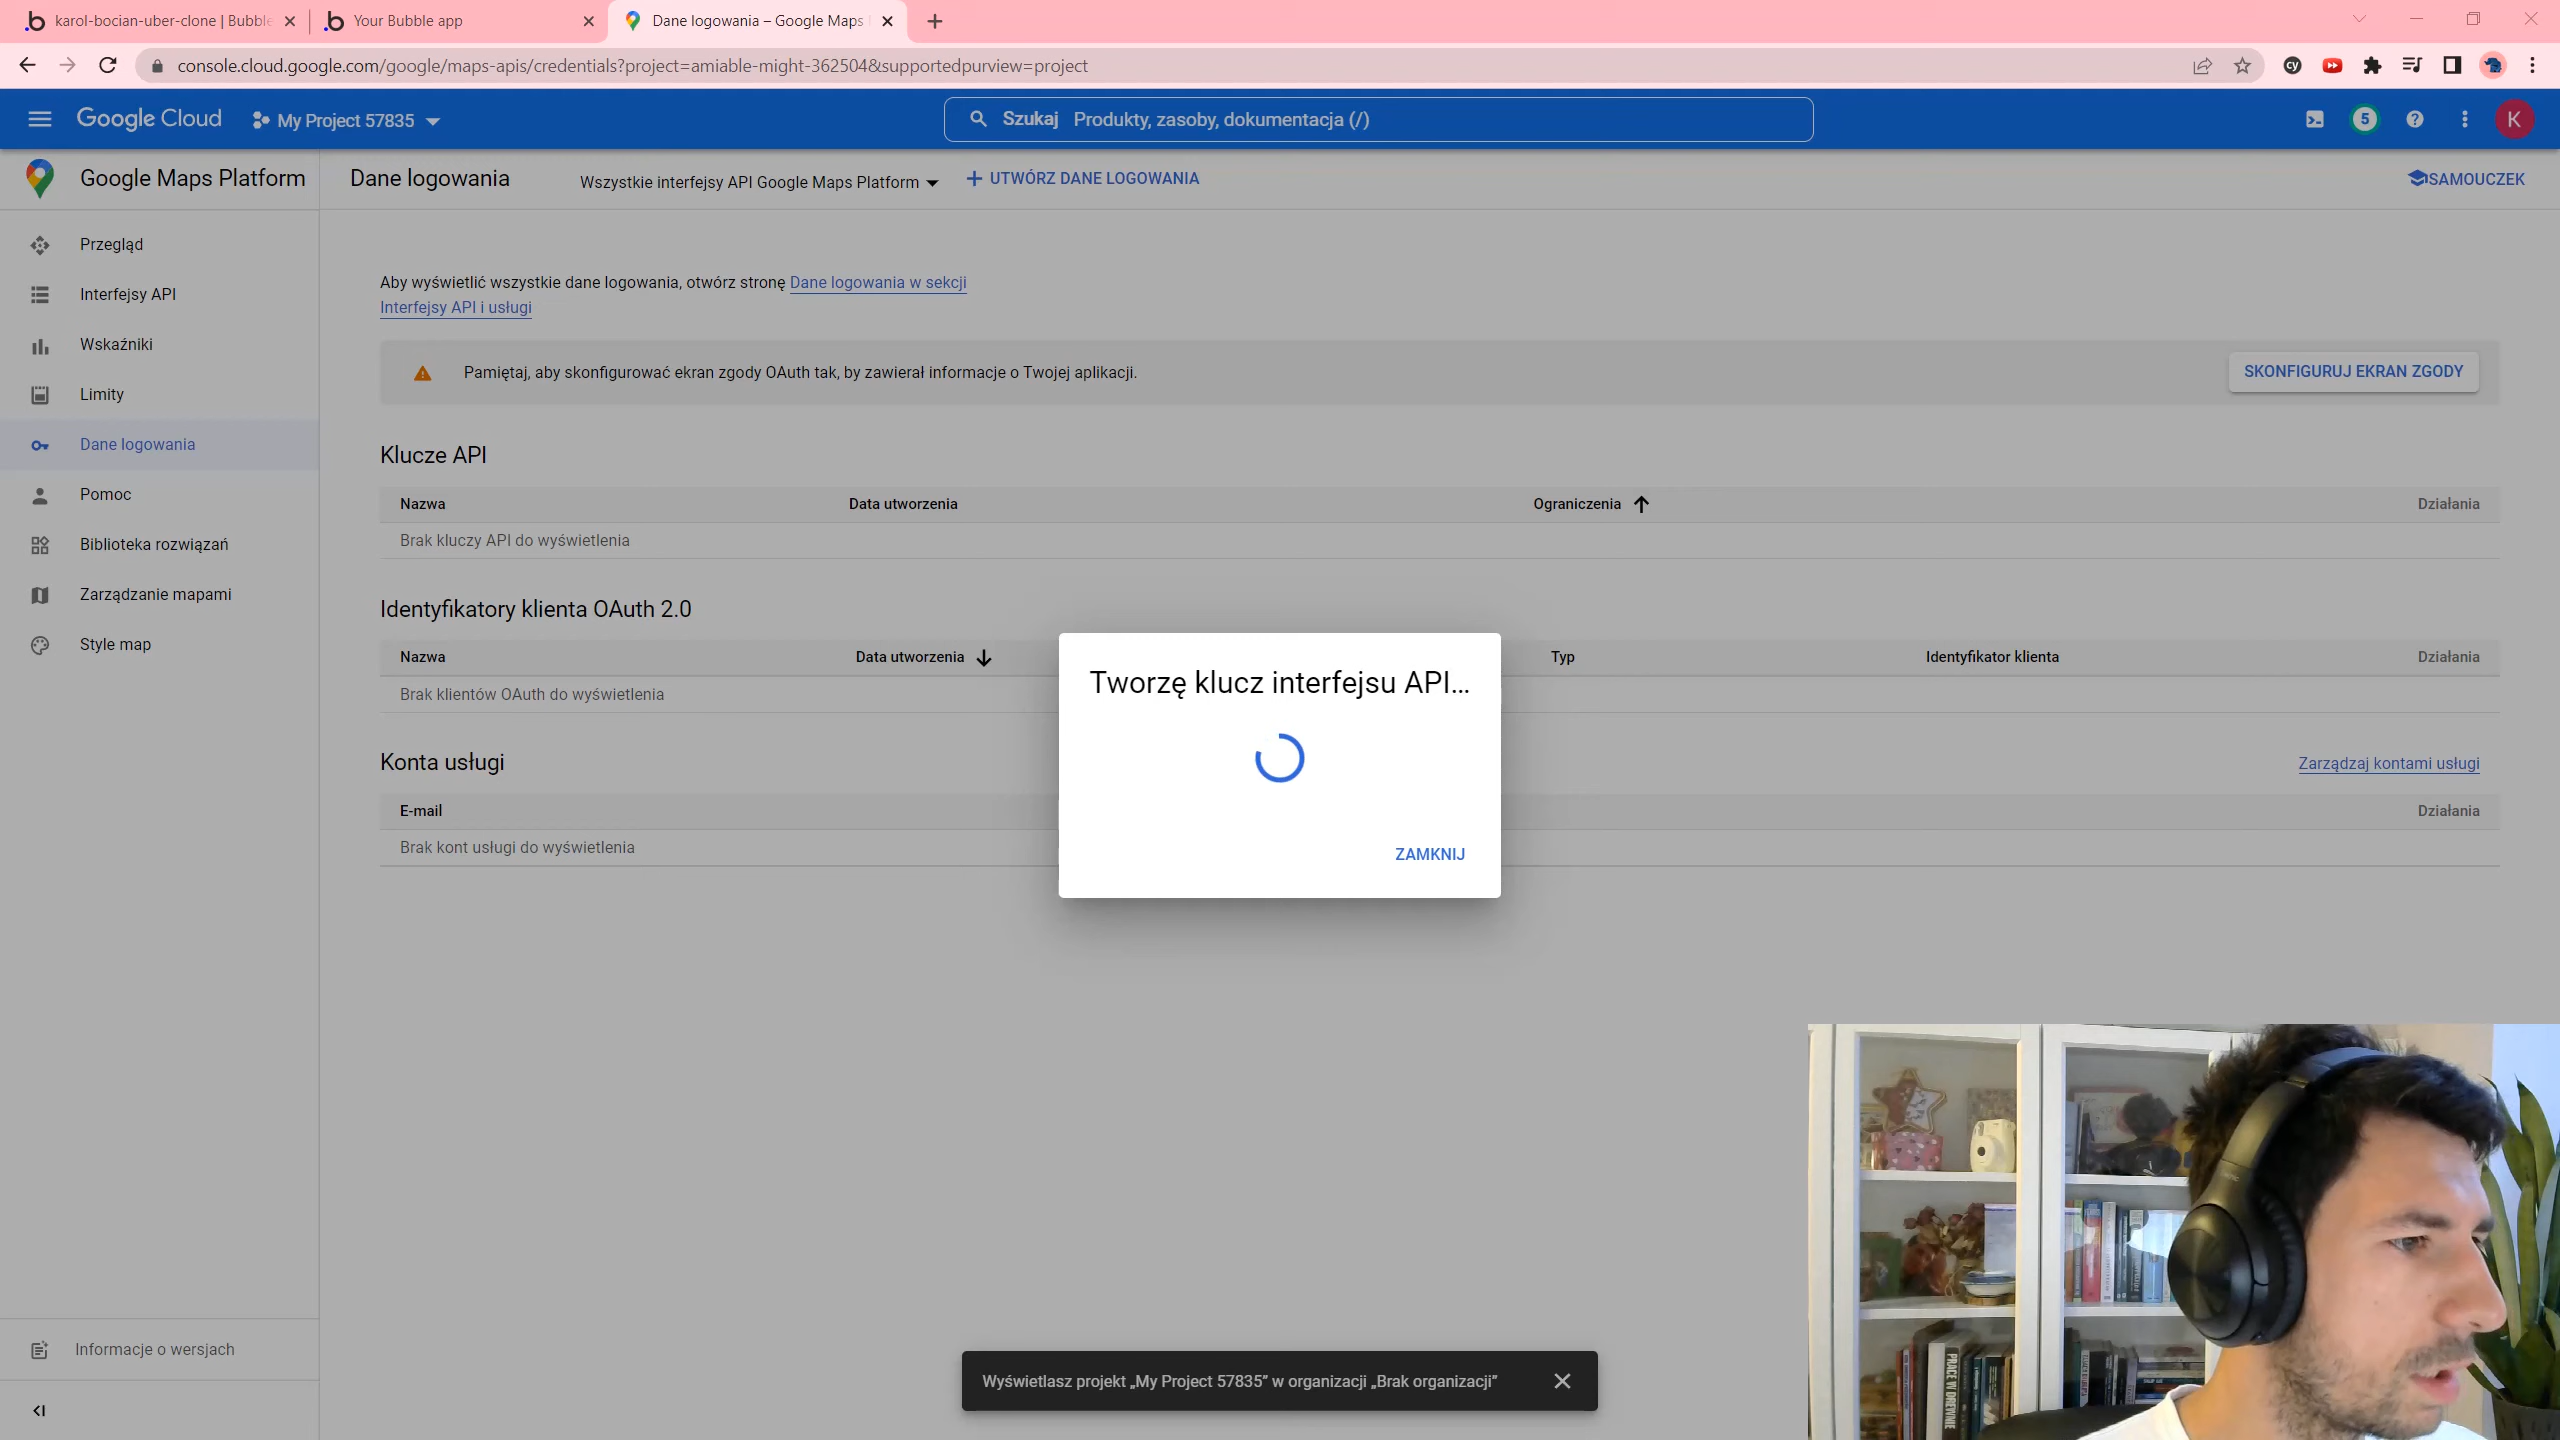 karol-bocian-uber-clone | Bubble
Your Bubble app
Dane logowania – Google Maps
console.cloud.google.com/google/maps-apis/credentials?project=amiable-might-362504&supportedpurview=project
Google Cloud
My Project 57835
Szukaj Produkty, zasoby, dokumentacja (/)
5
K
Google Maps Platform
Dane logowania
Wszystkie interfejsy API Google Maps Platform
UTWÓRZ DANE LOGOWANIA
SAMOUCZEK
Przegląd
Interfejsy API
Wskaźniki
Limity
Dane logowania
Pomoc
Biblioteka rozwiązań
Zarządzanie mapami
Style map
Informacje o wersjach
Aby wyświetlić wszystkie dane logowania, otwórz stronę Dane logowania w sekcji
Interfejsy API i usługi
Pamiętaj, aby skonfigurować ekran zgody OAuth tak, by zawierał informacje o Twojej aplikacji.
SKONFIGURUJ EKRAN ZGODY
Klucze API
Nazwa Data utworzenia Ograniczenia Działania
Brak kluczy API do wyświetlenia
Identyfikatory klienta OAuth 2.0
Nazwa Data utworzenia Typ Identyfikator klienta Działania
Brak klientów OAuth do wyświetlenia
Konta usługi
Zarządzaj kontami usługi
E-mail Działania
Brak kont usługi do wyświetlenia
Tworzę klucz interfejsu API...
ZAMKNIJ
Wyświetlasz projekt „My Project 57835” w organizacji „Brak organizacji”
PRACE W DREWNIE